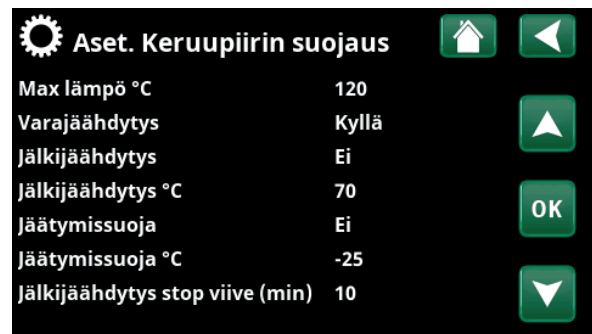 Aset. Keruupiirin suojaus
Max lämpö °C 120
Varajäähdytys Kyllä
Jälkijäähdytys Ei
Jälkijäähdytys °C 70
Jäätymissuoja Ei
Jäätymissuoja °C -25
Jälkijäähdytys stop viive (min) 10
OK